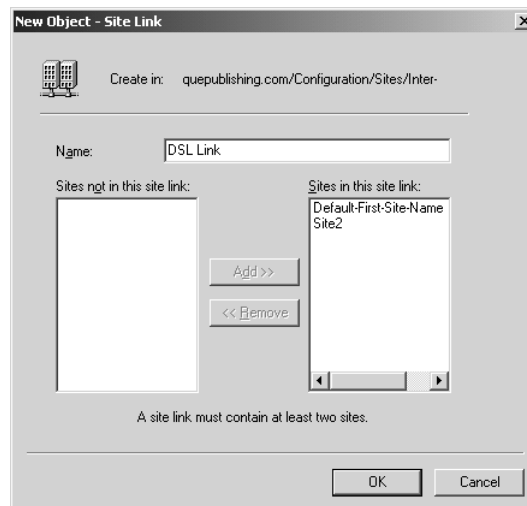 New Object - Site Link
Create in: quepublishing.com/Configuration/Sites/Inter-
Name: DSL Link
Sites not in this site link:
Sites in this site link:
Default-First-Site-Name
Site2
Add >>
<< Remove
A site link must contain at least two sites.
OK Cancel